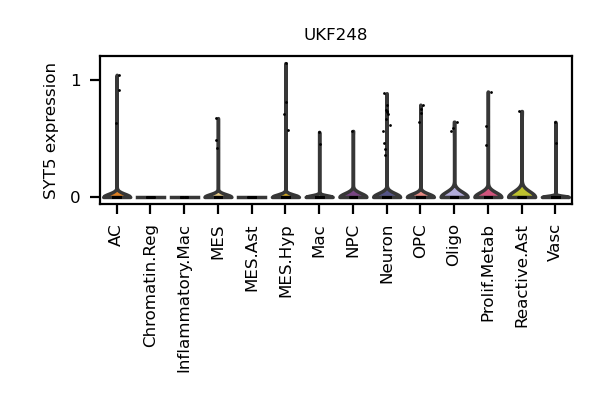 UKF248
SYT5 expression
1
0
AC
Chromatin.Reg
Inflammatory.Mac
MES
MES.Ast
MES.Hyp
Mac
NPC
Neuron
OPC
Oligo
Prolif.Metab
Reactive.Ast
Vasc